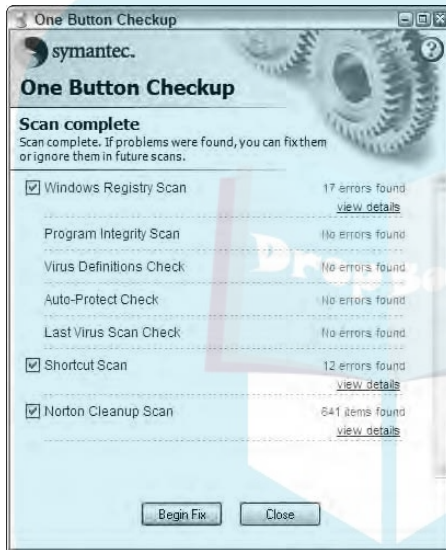 One Button Checkup
symantec.
One Button Checkup
Scan complete
Scan complete. If problems were found, you can fix them
or ignore them in future scans.
Windows Registry Scan 17 errors found
view details
Program Integrity Scan No errors found
Virus Definitions Check No errors found
Auto-Protect Check No errors found
Last Virus Scan Check No errors found
Shortcut Scan 12 errors found
view details
Norton Cleanup Scan 641 items found
view details
Begin Fix Close